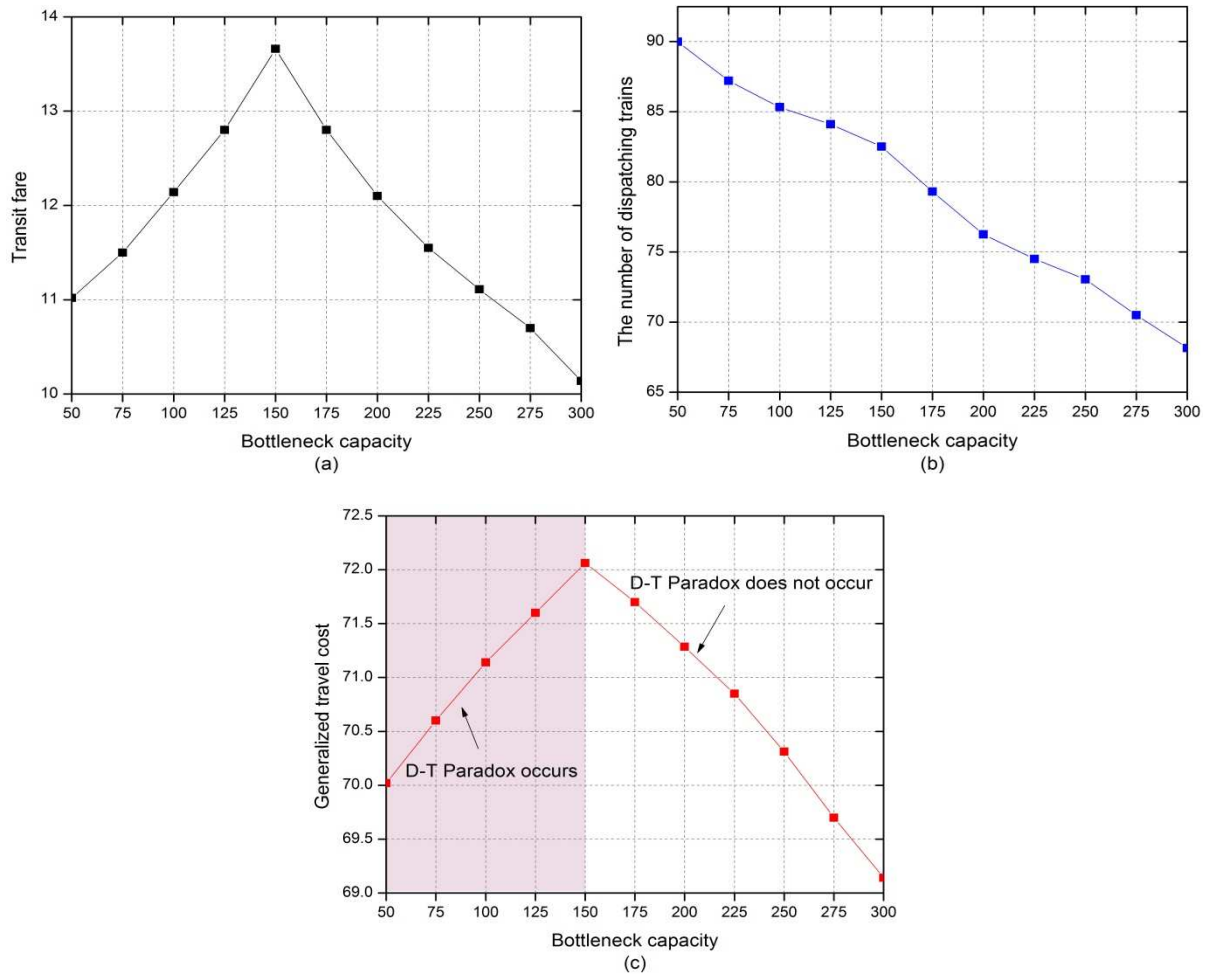 14
13
12
11
10
Transit fare
50 75 100 125 150 175 200 225 250 275 300
Bottleneck capacity
(a)
90
85
80
75
70
65
The number of dispatching trains
50 75 100 125 150 175 200 225 250 275 300
Bottleneck capacity
(b)
72.5
72.0
71.5
71.0
70.5
70.0
69.5
69.0
Generalized travel cost
D-T Paradox does not occur
D-T Paradox occurs
50 75 100 125 150 175 200 225 250 275 300
Bottleneck capacity
(c)